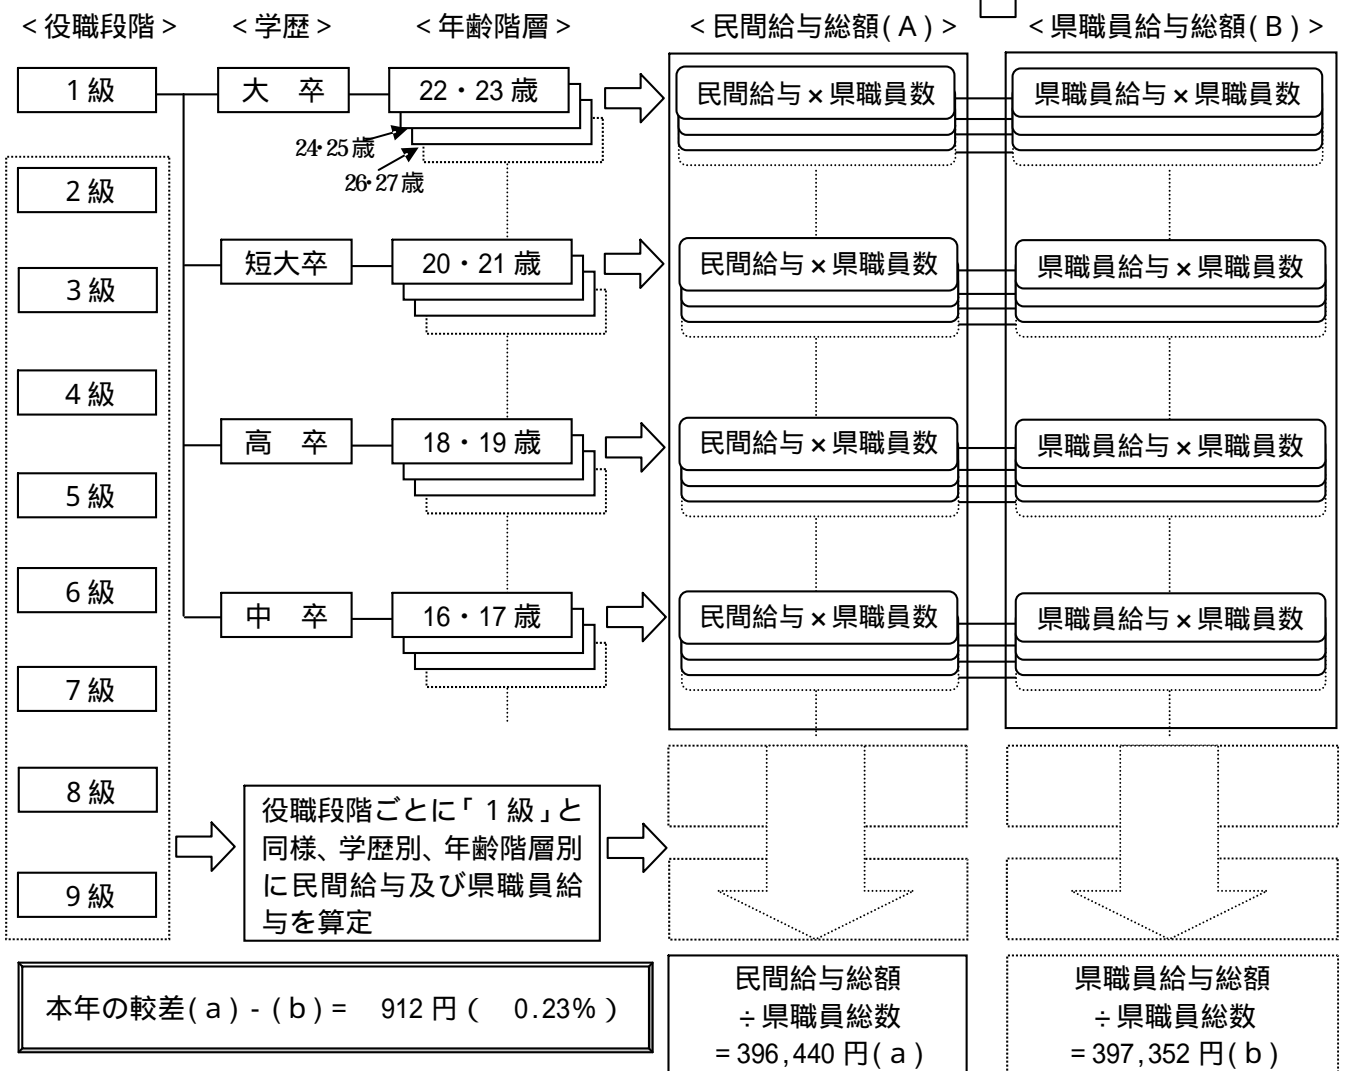 <役職段階> <学歴> <年齢階層> <民間給与総額(A)> <県職員給与総額(B)>
1級 大 卒 22・23歳 民間給与×県職員数 県職員給与×県職員数
24・25歳
26・27歳
2級
短大卒 20・21歳 民間給与×県職員数 県職員給与×県職員数
3級
4級
高 卒 18・19歳 民間給与×県職員数 県職員給与×県職員数
5級
6級
中 卒 16・17歳 民間給与×県職員数 県職員給与×県職員数
7級
8級
9級
役職段階ごとに「1級」と
同様、学歴別、年齢階層別
に民間給与及び県職員給
与を算定
本年の較差(a)-(b)= 912円( 0.23%)
民間給与総額
÷県職員総数
=396,440円(a)
県職員給与総額
÷県職員総数
=397,352円(b)